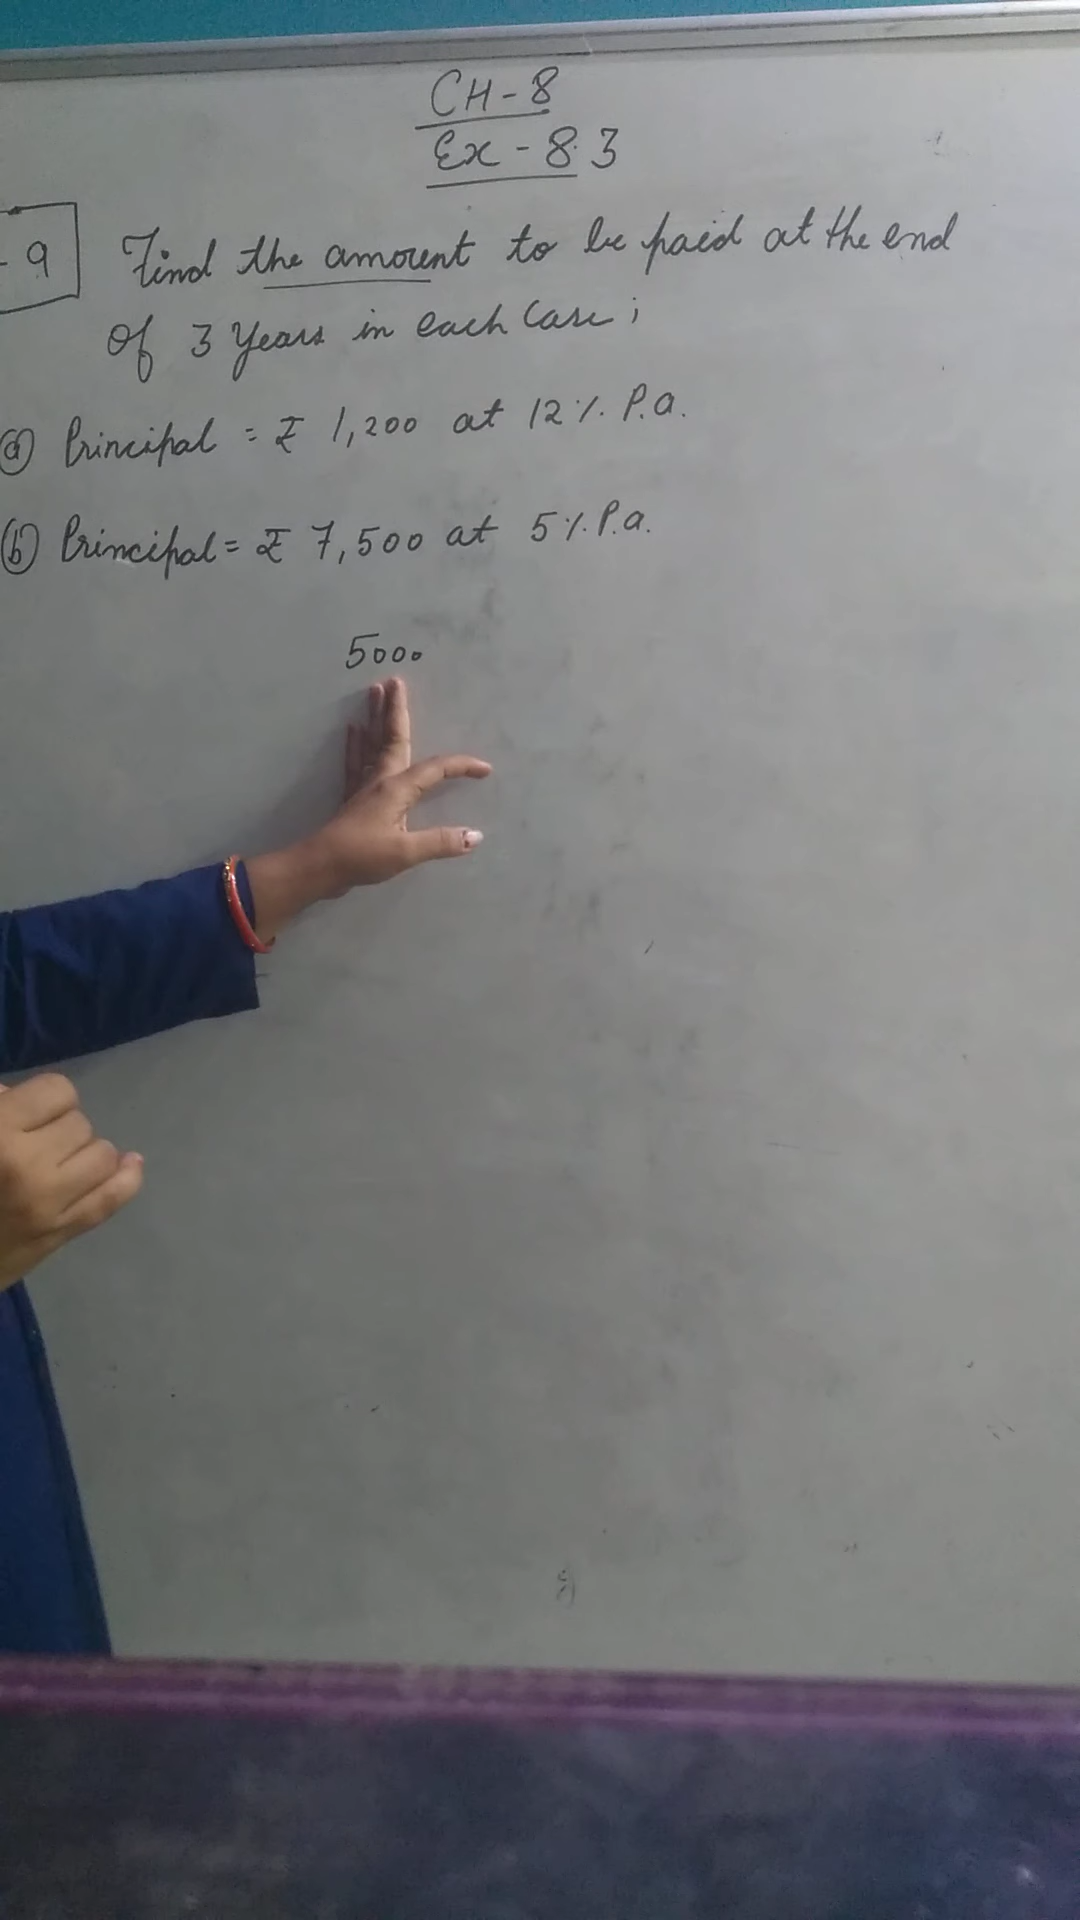 CH-8
Ex-8.3
-9 Find the amount to be paid at the end
of 3 Years in each Case;
(a) Principal = ₹ 1,200 at 12%. P.a.
(b) Principal = ₹ 7,500 at 5%. P.a.
5000